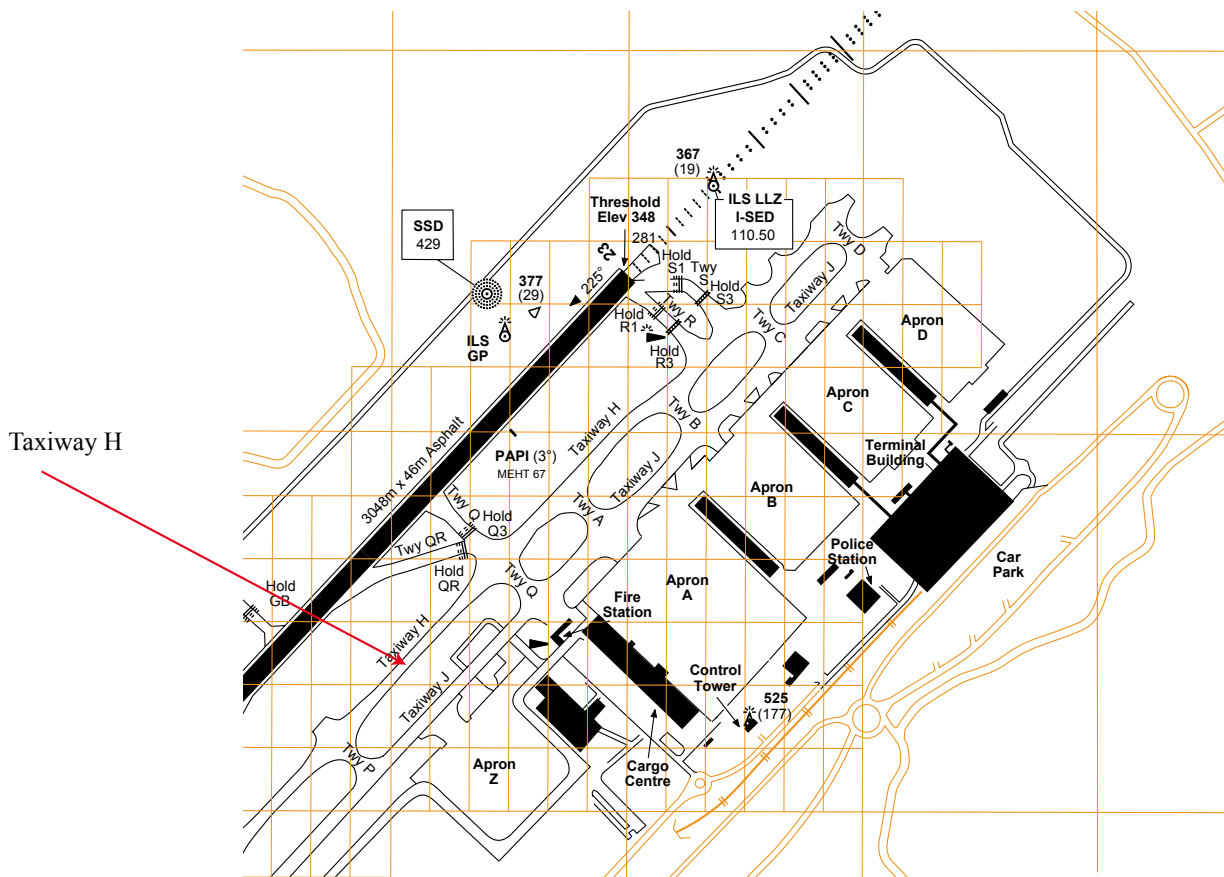 367
(19)
ILS LLZ
I-SED
110.50
Threshold
Elev 348
281
23
225°
SSD
429
377
(29)
ILS
GP
Hold
S1
Twy
S
Hold
S3
Twy D
Taxiway J
Hold
R1
Twy R
Hold
R3
Twy C
Apron
D
Apron
C
Twy B
Taxiway H
Taxiway J
Taxiway H
3048m x 46m Asphalt
PAPI (3°)
MEHT 67
Terminal
Building
Apron
B
Twy Q
Hold
Q3
Twy A
Twy QR
Hold
QR
Twy Q
Police
Station
Car
Park
Hold
GB
Fire
Station
Apron
A
Taxiway H
Taxiway J
Control
Tower
525
(177)
Twy P
Apron
Z
Cargo
Centre